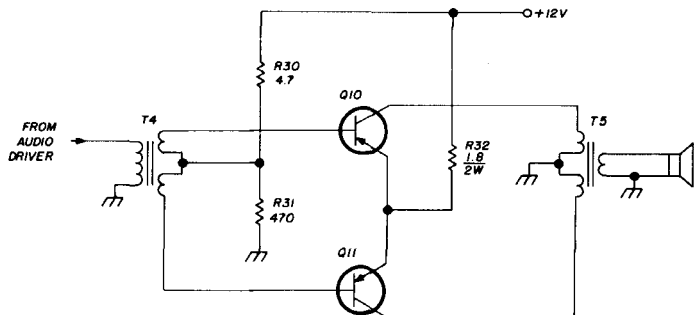 +12V
R30
4.7
Q10
T4
T5
FROM
AUDIO
DRIVER
R32
1.8
2W
R31
470
Q11